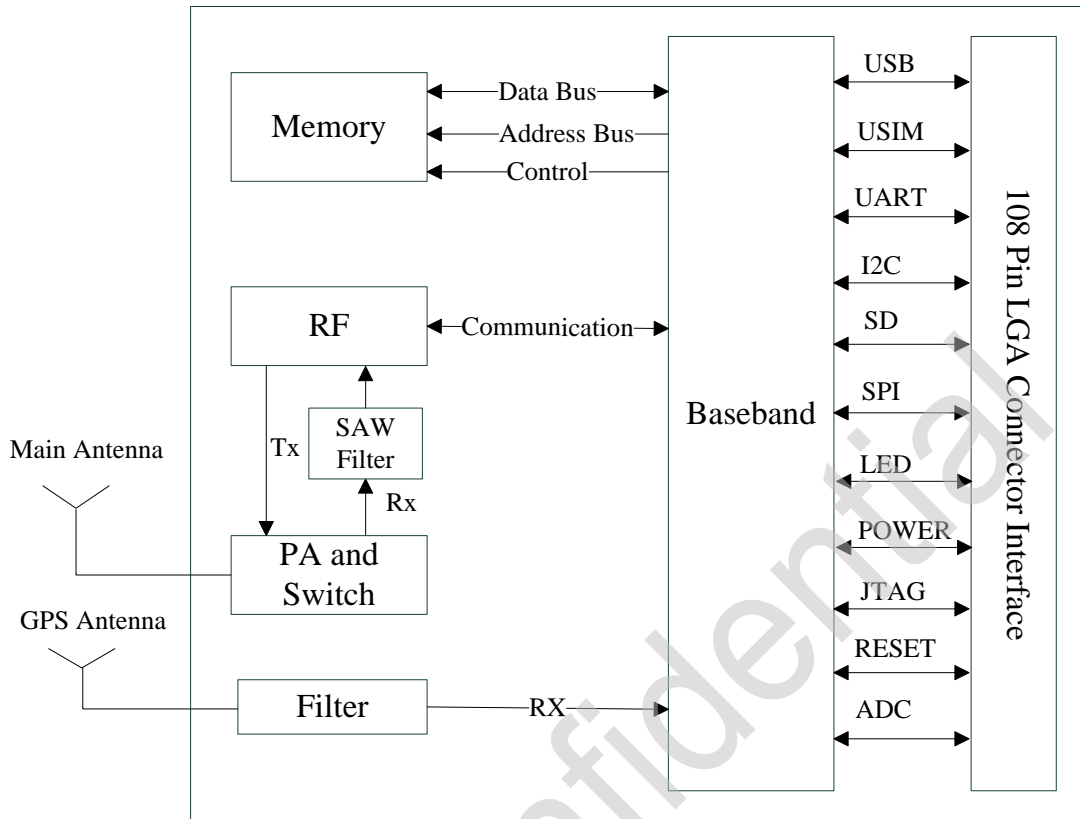 Memory
Data Bus
Address Bus
Control
RF
Communication
SAW
Filter
Tx
Rx
Main Antenna
PA and
Switch
GPS Antenna
Filter
RX
Baseband
USB
USIM
UART
I2C
SD
SPI
LED
POWER
JTAG
RESET
ADC
108 Pin LGA Connector Interface